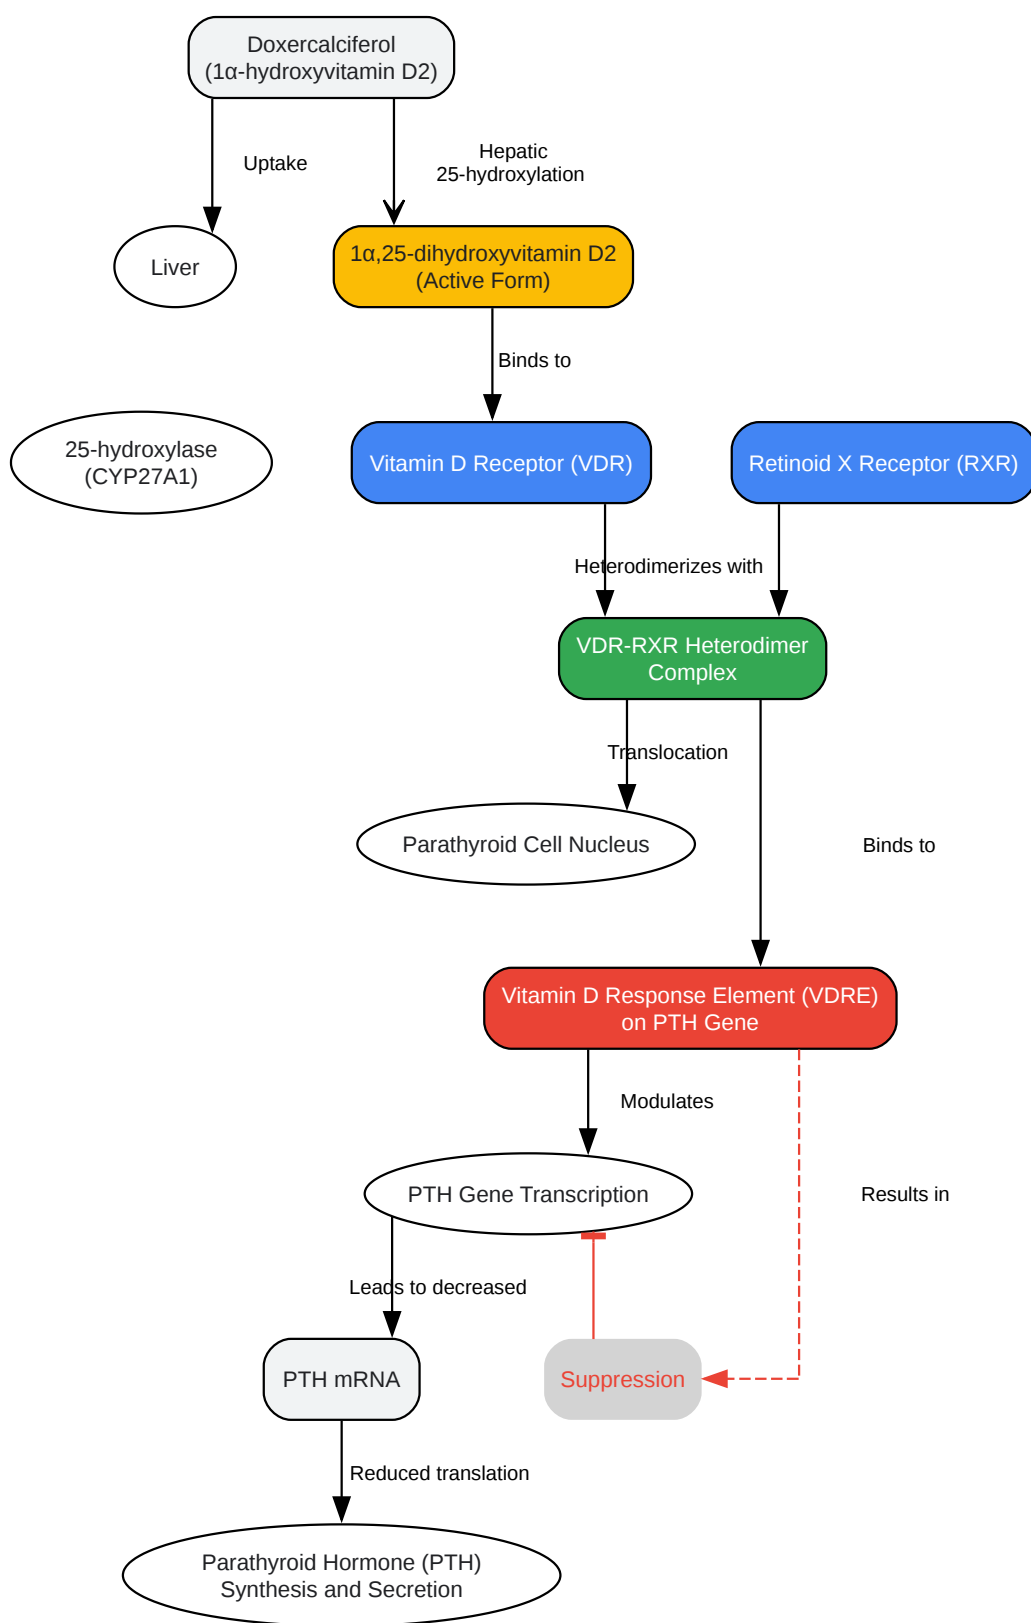 Doxercalciferol
(1α-hydroxyvitamin D2)
Uptake
Hepatic
25-hydroxylation
Liver
1α,25-dihydroxyvitamin D2
(Active Form)
Binds to
25-hydroxylase
(CYP27A1)
Vitamin D Receptor (VDR)
Retinoid X Receptor (RXR)
Heterodimerizes with
VDR-RXR Heterodimer
Complex
Translocation
Parathyroid Cell Nucleus
Binds to
Vitamin D Response Element (VDRE)
on PTH Gene
Modulates
PTH Gene Transcription
Results in
Leads to decreased
PTH mRNA
Suppression
Reduced translation
Parathyroid Hormone (PTH)
Synthesis and Secretion